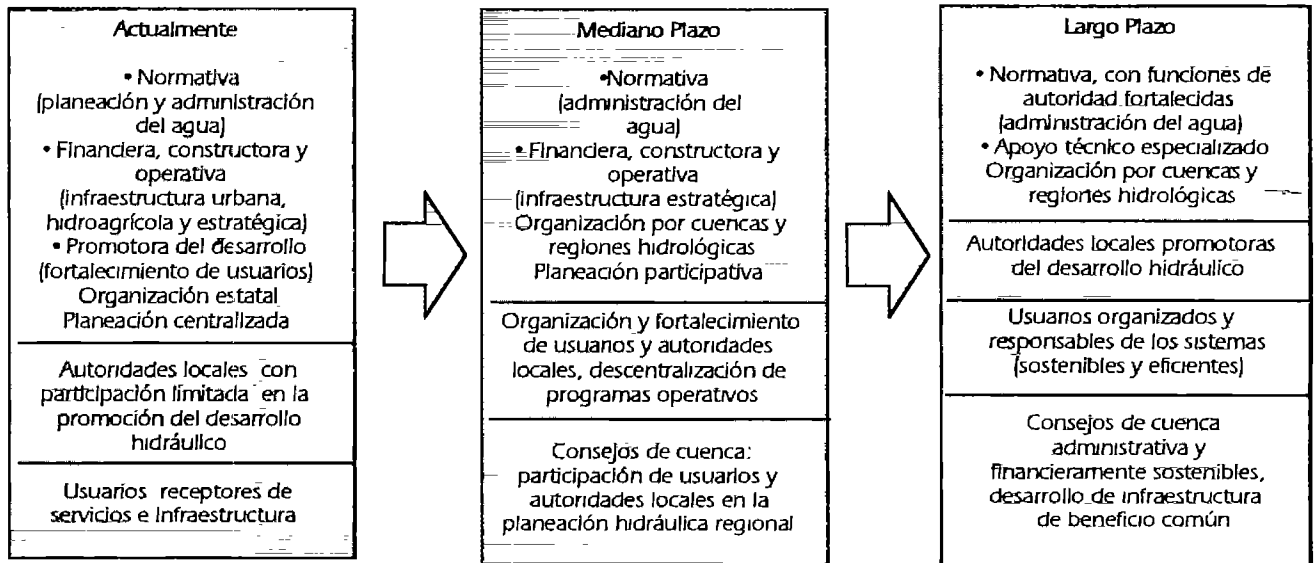 Actualmente
• Normativa
(planeación y administración
del agua)
• Financiera, constructora y
operativa
(infraestructura urbana,
hidroagrícola y estratégica)
• Promotora del desarrollo
(fortalecimiento de usuarios)
Organización estatal
Planeación centralizada
Autoridades locales con
participación limitada en la
promoción del desarrollo
hidráulico
Usuarios receptores de
servicios e infraestructura
Mediano Plazo
•Normativa
(administración del
agua)
• Financiera, constructora y
operativa
(infraestructura estratégica)
Organización por cuencas y
regiones hidrológicas
Planeación participativa
Organización y fortalecimiento
de usuarios y autoridades
locales, descentralización de
programas operativos
Consejos de cuenca:
participación de usuarios y
autoridades locales en la
planeación hidráulica regional
Largo Plazo
• Normativa, con funciones de
autoridad fortalecidas
(administración del agua)
• Apoyo técnico especializado
Organización por cuencas y
regiones hidrológicas
Autoridades locales promotoras
del desarrollo hidráulico
Usuarios organizados y
responsables de los sistemas
(sostenibles y eficientes)
Consejos de cuenca
administrativa y
financieramente sostenibles,
desarrollo de infraestructura
de beneficio común